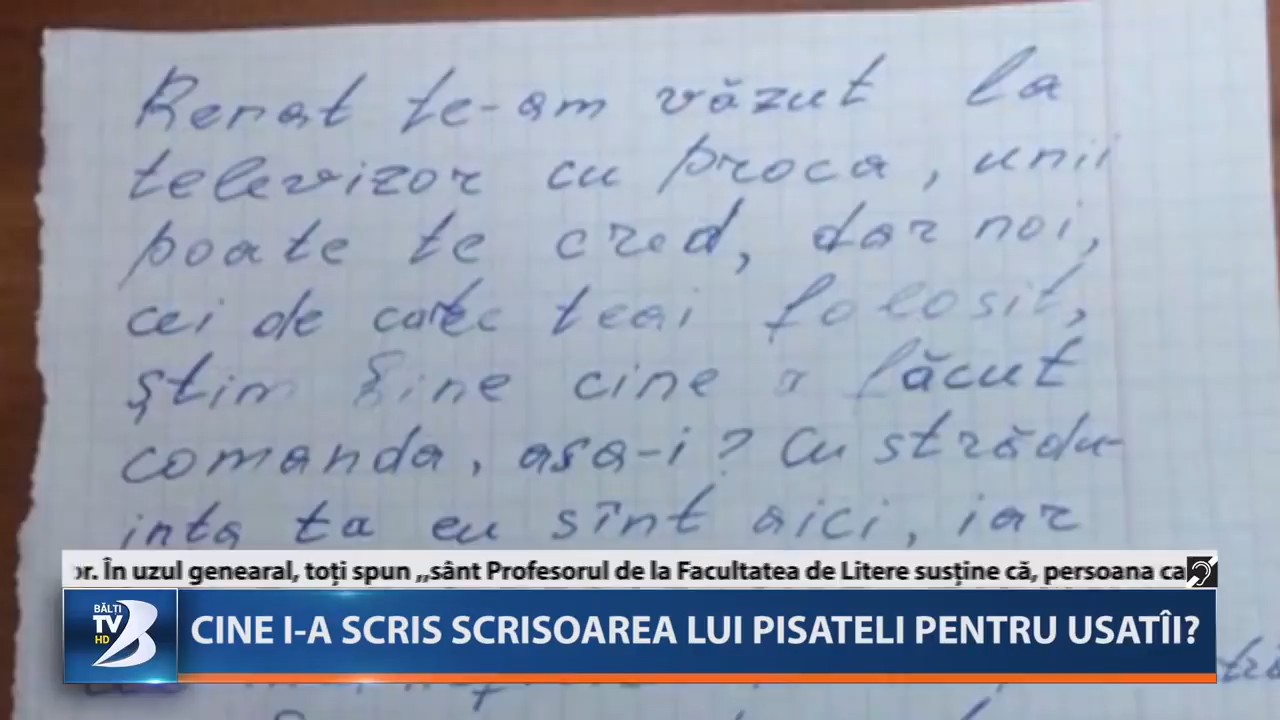 Renat te-am văzut la
televizor cu proca, unii
poate te cred, dar noi,
cei de care teai folosit,
știm bine cine a făcut
comanda, asa-i? Cu strădu-
inta ta eu sînt aici, iar
În uzul genearal, toți spun ,,sânt Profesorul de la Facultatea de Litere susține că, persoana ca
BĂLȚI
TV
HD
CINE I-A SCRIS SCRISOAREA LUI PISATELI PENTRU USATÎI?